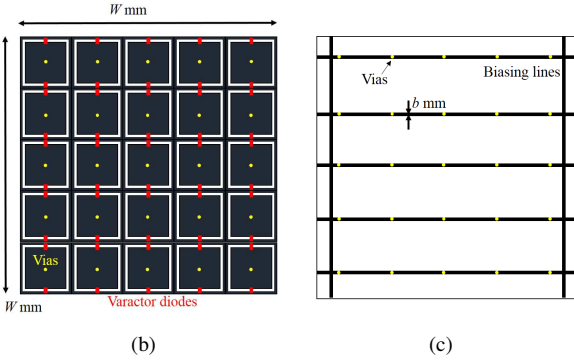 W mm
W mm
Vias
Varactor diodes
(b)
Vias
Biasing lines
b mm
(c)